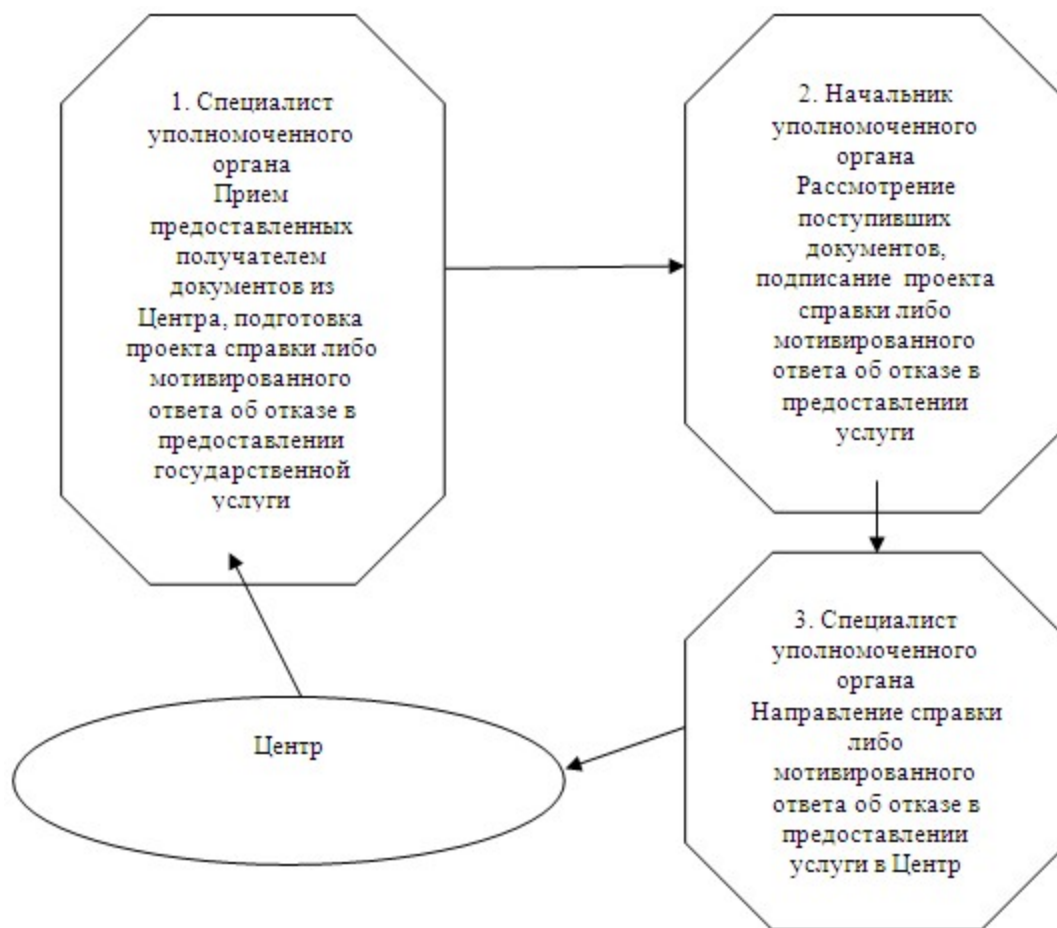 1. Специалист
уполномоченного
органа
Прием
предоставленных
получателем
документов из
Центра, подготовка
проекта справки либо
мотивированного
ответа об отказе в
предоставлении
государственной
услуги
2. Начальник
уполномоченного
органа
Рассмотрение
поступивших
документов,
подписание проекта
справки либо
мотивированного
ответа об отказе в
предоставлении
услуги
3. Специалист
уполномоченного
органа
Направление справки
либо
мотивированного
ответа об отказе в
предоставлении
услуги в Центр
Центр